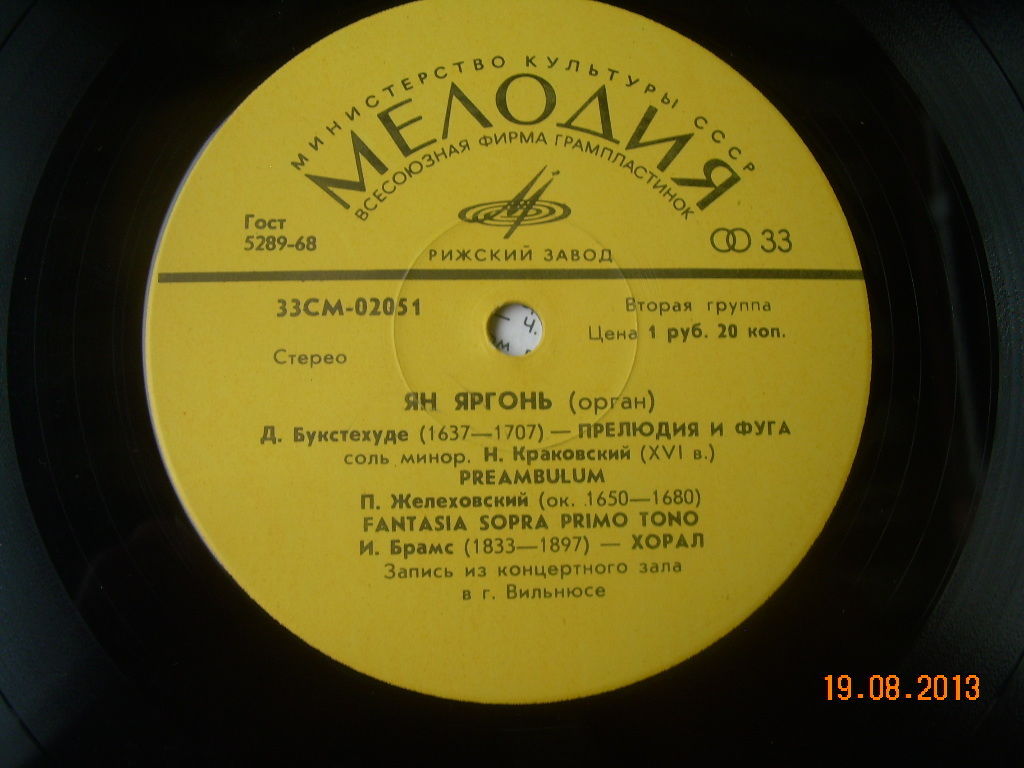 МИНИСТЕРСТВО КУЛЬТУРЫ СССР
МЕЛОДИЯ
ВСЕСОЮЗНАЯ ФИРМА ГРАМПЛАСТИНОК
Гост
5289-68
33
РИЖСКИЙ ЗАВОД
33СМ-02051
Вторая группа
Цена 1 руб. 20 коп.
Стерео
ЯН ЯРГОНЬ (орган)
Д. Букстехуде (1637—1707) — ПРЕЛЮДИЯ И ФУГА
соль минор. Н. Краковский (XVI в.)
PREAMBULUM
П. Желеховский (ок. 1650—1680)
FANTASIA SOPRA PRIMO TONO
И. Брамс (1833—1897) — ХОРАЛ
Запись из концертного зала
в г. Вильнюсе
19.08.2013